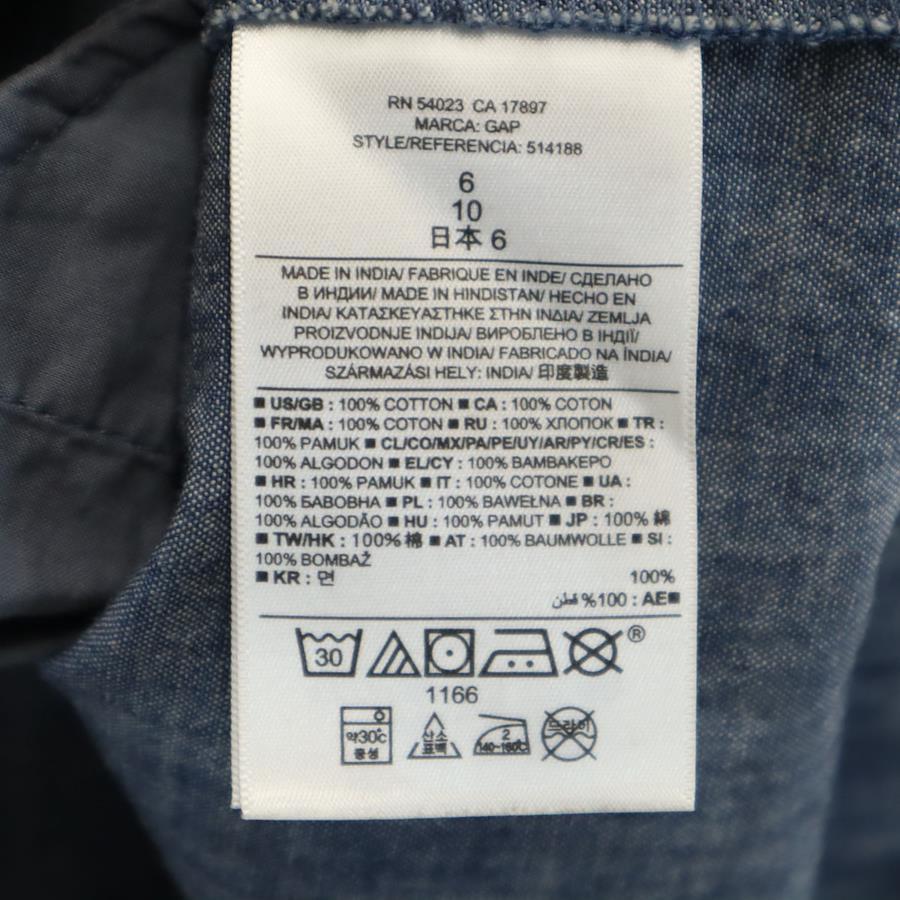 RN 54023 CA 17897
MARCA: GAP
STYLE/REFERENCIA: 514188
6
10
日本 6
MADE IN INDIA/ FABRIQUE EN INDE/ СДЕЛАНО
В ИНДИИ/ MADE IN HINDISTAN/ HECHO EN
INDIA/ ΚΑΤΑΣΚΕΥΑΣΤΗΚΕ ΣΤΗΝ ΙΝΔΙΑ/ ZEMLJA
PROIZVODNJE INDIJA/ ВИРОБЛЕНО В ІНДІЇ/
WYPRODUKOWANO W INDIA/ FABRICADO NA ÍNDIA/
SZÁRMAZÁSI HELY: INDIA/ 印度製造
■ US/GB : 100% COTTON ■ CA : 100% COTON
■ FR/MA : 100% COTON ■ RU : 100% ХЛОПОК ■ TR :
100% PAMUK ■ CL/CO/MX/PA/PE/UY/AR/PY/CR/ES :
100% ALGODON ■ EL/CY : 100% ΒΑΜΒΑΚΕΡΟ
■ HR : 100% PAMUK ■ IT : 100% COTONE ■ UA :
100% БАВОВНА ■ PL : 100% BAWEŁNA ■ BR :
100% ALGODÃO ■ HU : 100% PAMUT ■ JP : 100% 綿
■ TW/HK : 100% 棉 ■ AT : 100% BAUMWOLLE ■ SI :
100% BOMBAŽ
■ KR : 면 100%
■AE : 100% قطن
30 ®
1166
약30℃ 산소 2 드라이
중성 표백 140~160℃